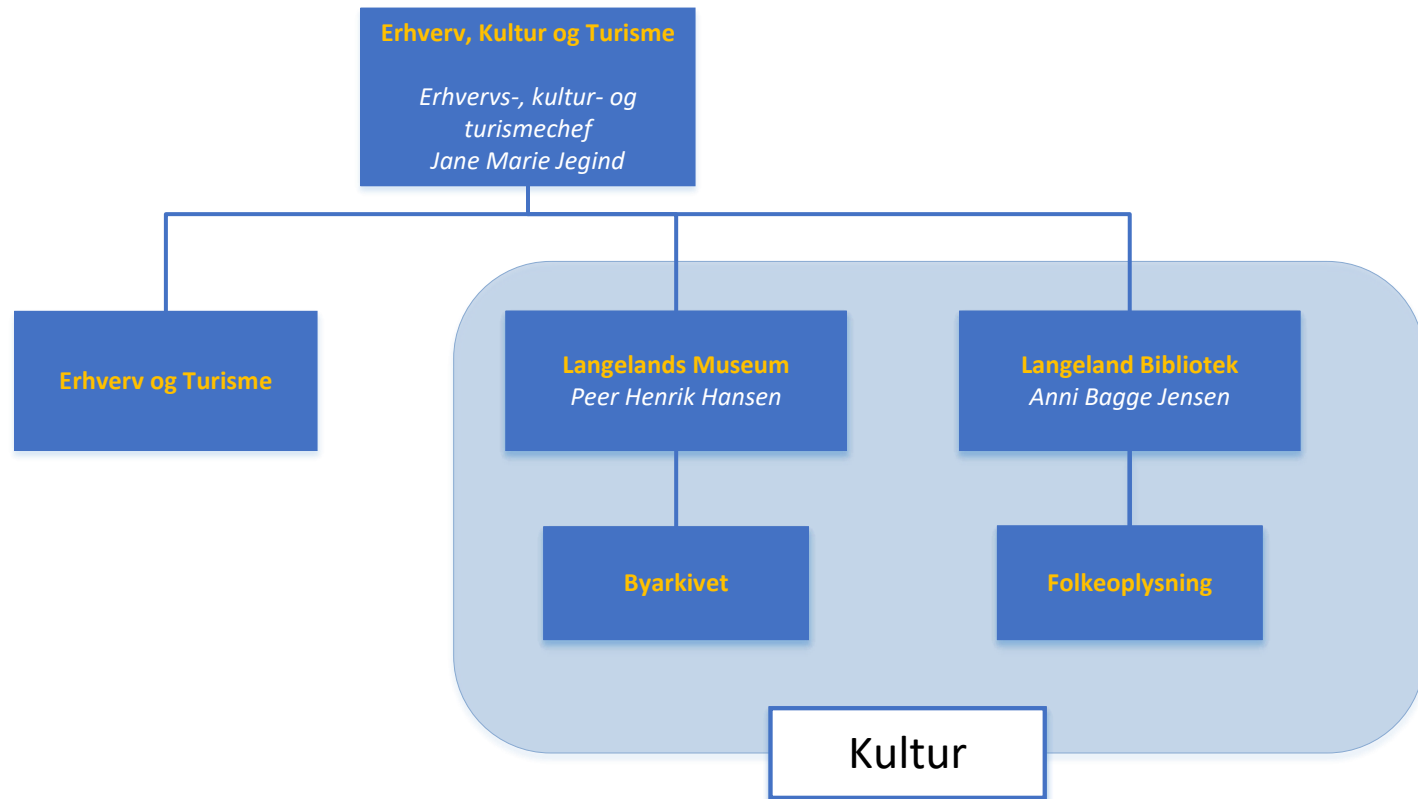 Erhverv, Kultur og Turisme
Erhvervs-, kultur- og
turismechef
Jane Marie Jegind
Erhverv og Turisme
Langelands Museum
Peer Henrik Hansen
Langeland Bibliotek
Anni Bagge Jensen
Byarkivet
Folkeoplysning
Kultur